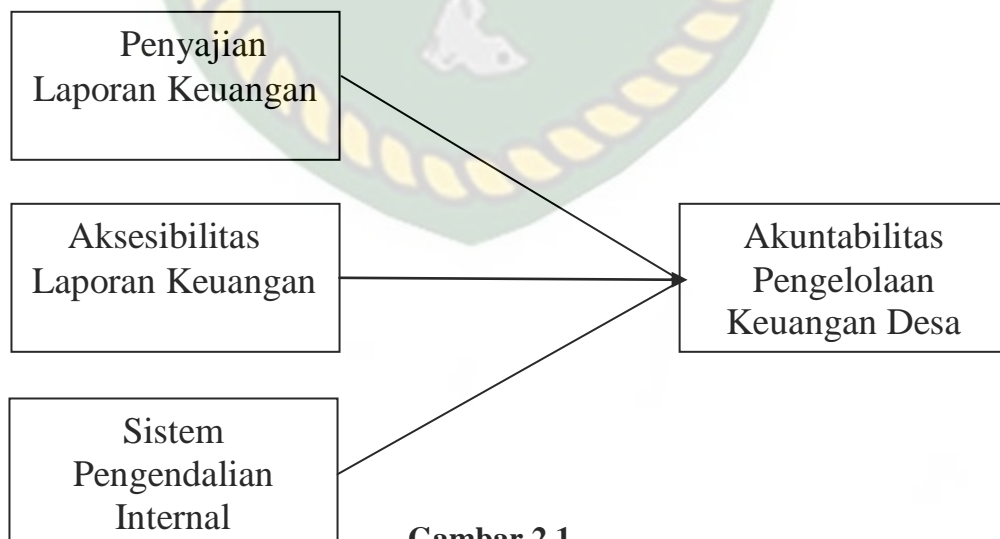 Penyajian
Laporan Keuangan
Aksesibilitas
Laporan Keuangan
Akuntabilitas
Pengelolaan
Keuangan Desa
Sistem
Pengendalian
Internal
Gambar 2.1